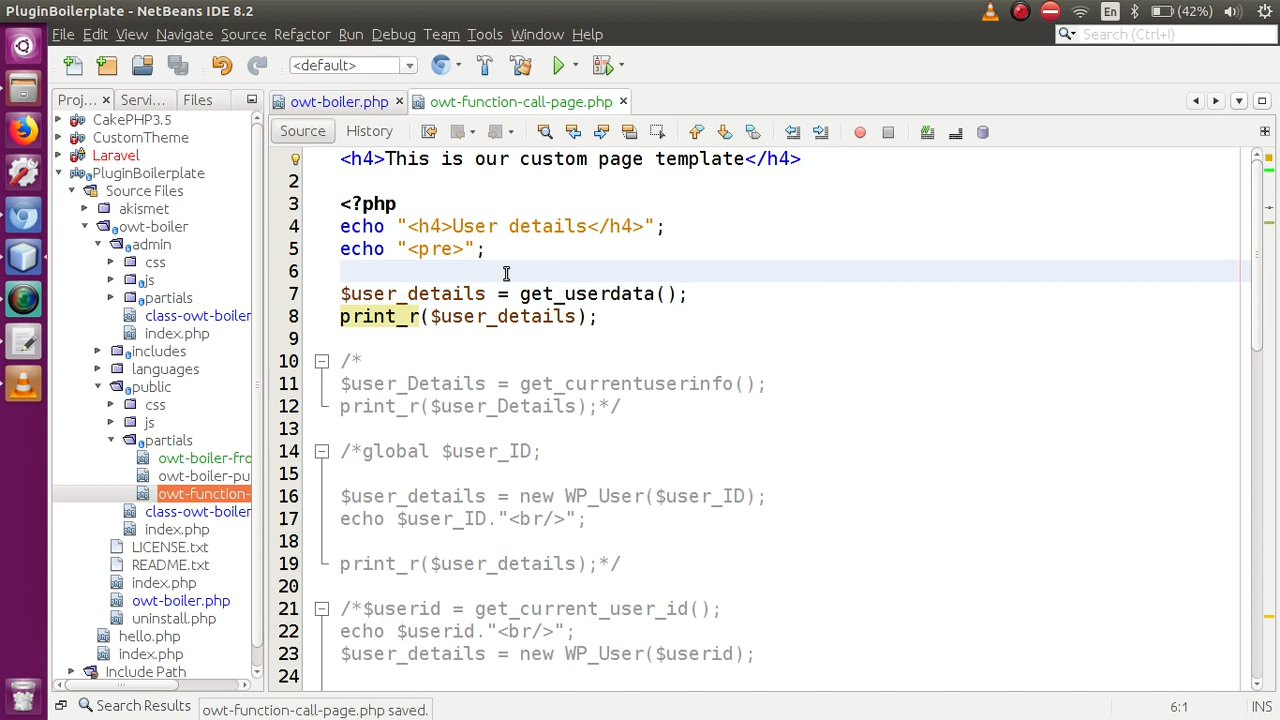 PluginBoilerplate - NetBeans IDE 8.2
En
(42%)
File Edit View Navigate Source Refactor Run Debug Team Tools Window Help
Search (Ctrl+I)
<default>
Proj... Servi... Files
owt-boiler.php
owt-function-call-page.php
Source History
CakePHP3.5
CustomTheme
Laravel
PluginBoilerplate
Source Files
akismet
owt-boiler
admin
css
js
partials
class-owt-boiler
index.php
includes
languages
public
css
js
partials
owt-boiler-fro
owt-boiler-pu
owt-function-
class-owt-boiler
index.php
LICENSE.txt
README.txt
index.php
owt-boiler.php
uninstall.php
hello.php
index.php
Include Path
<h4>This is our custom page template</h4>
2
3 <?php
4 echo "<h4>User details</h4>";
5 echo "<pre>";
6
7 $user_details = get_userdata();
8 print_r($user_details);
9
10 /*
11 $user_Details = get_currentuserinfo();
12 print_r($user_Details);*/
13
14 /*global $user_ID;
15
16 $user_details = new WP_User($user_ID);
17 echo $user_ID."<br/>";
18
19 print_r($user_details);*/
20
21 /*$userid = get_current_user_id();
22 echo $userid."<br/>";
23 $user_details = new WP_User($userid);
24
Search Results
owt-function-call-page.php saved.
6:1
INS